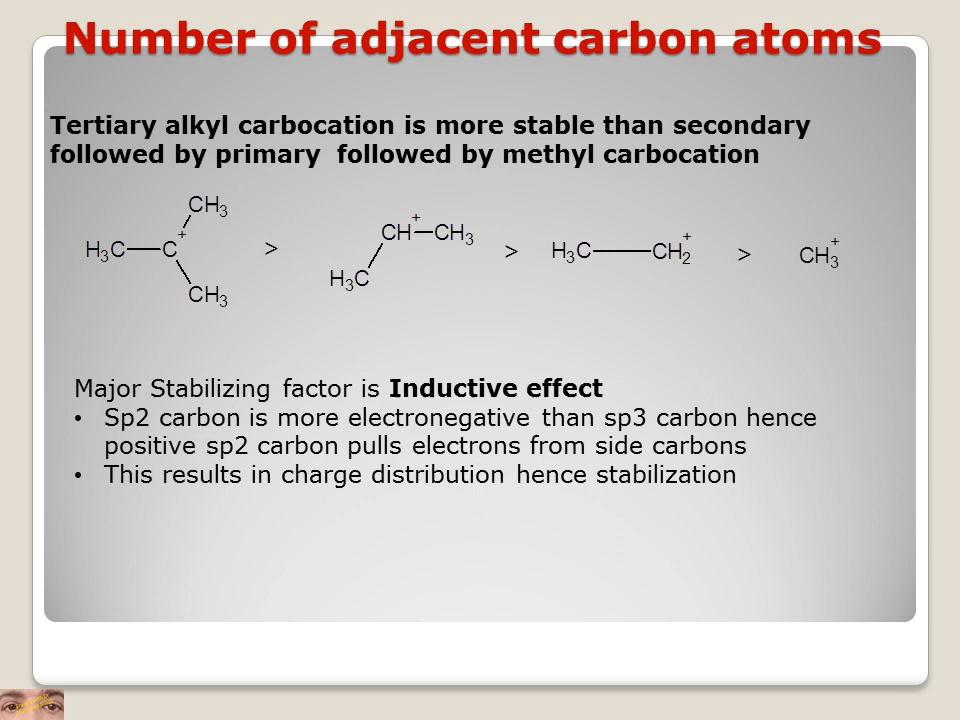 Number of adjacent carbon atoms
Tertiary alkyl carbocation is more stable than secondary
followed by primary followed by methyl carbocation
CH3
H3C C+
CH3
>
CH+ CH3
H3C
>
H3C CH2+
>
CH3+
Major Stabilizing factor is Inductive effect
• Sp2 carbon is more electronegative than sp3 carbon hence
positive sp2 carbon pulls electrons from side carbons
• This results in charge distribution hence stabilization